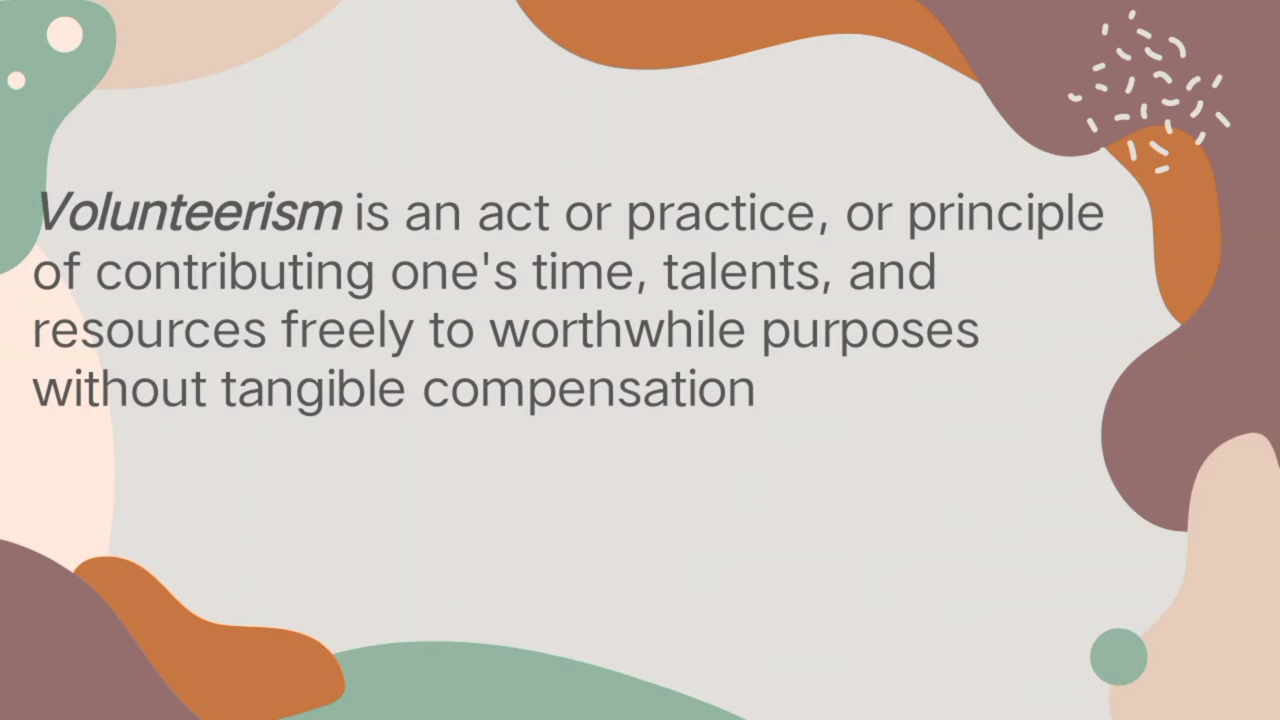 Volunteerism is an act or practice, or principle
of contributing one's time, talents, and
resources freely to worthwhile purposes
without tangible compensation